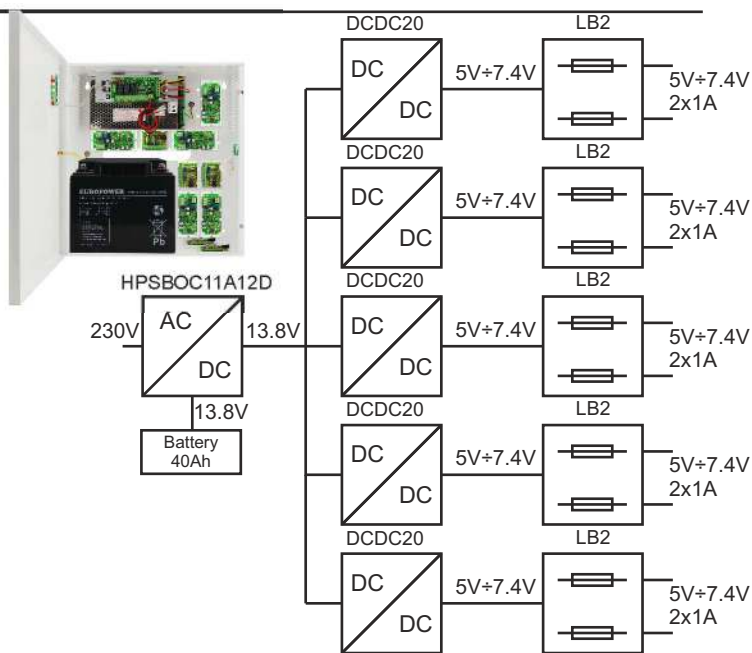 DCDC20
LB2
DC
DC
5V÷7.4V
5V÷7.4V
2x1A
DCDC20
LB2
DC
DC
5V÷7.4V
5V÷7.4V
2x1A
EUROPOWER
Pb
HPSBOC11A12D
230V
AC
DC
13.8V
13.8V
Battery
40Ah
DCDC20
LB2
DC
DC
5V÷7.4V
5V÷7.4V
2x1A
DCDC20
LB2
DC
DC
5V÷7.4V
5V÷7.4V
2x1A
DCDC20
LB2
DC
DC
5V÷7.4V
5V÷7.4V
2x1A